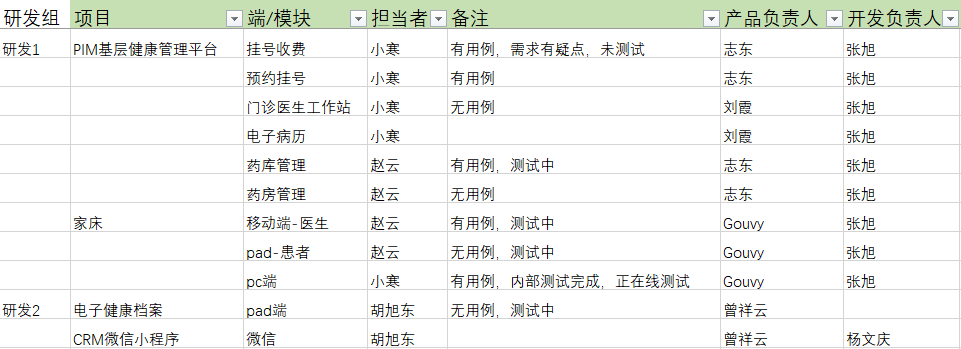 研发组 项目 端/模块 担当者 备注 产品负责人 开发负责人
研发1 PIM基层健康管理平台 挂号收费 小寒 有用例，需求有疑点，未测试 志东 张旭
预约挂号 小寒 有用例 志东 张旭
门诊医生工作站 小寒 无用例 刘霞 张旭
电子病历 小寒 刘霞 张旭
药库管理 赵云 有用例，测试中 志东 张旭
药房管理 赵云 无用例 志东 张旭
家床 移动端-医生 赵云 有用例，测试中 Gouvy 张旭
pad-患者 赵云 无用例，测试中 Gouvy 张旭
pc端 小寒 有用例，内部测试完成，正在线测试 Gouvy 张旭
研发2 电子健康档案 pad端 胡旭东 无用例，测试中 曾祥云
CRM微信小程序 微信 胡旭东 曾祥云 杨文庆